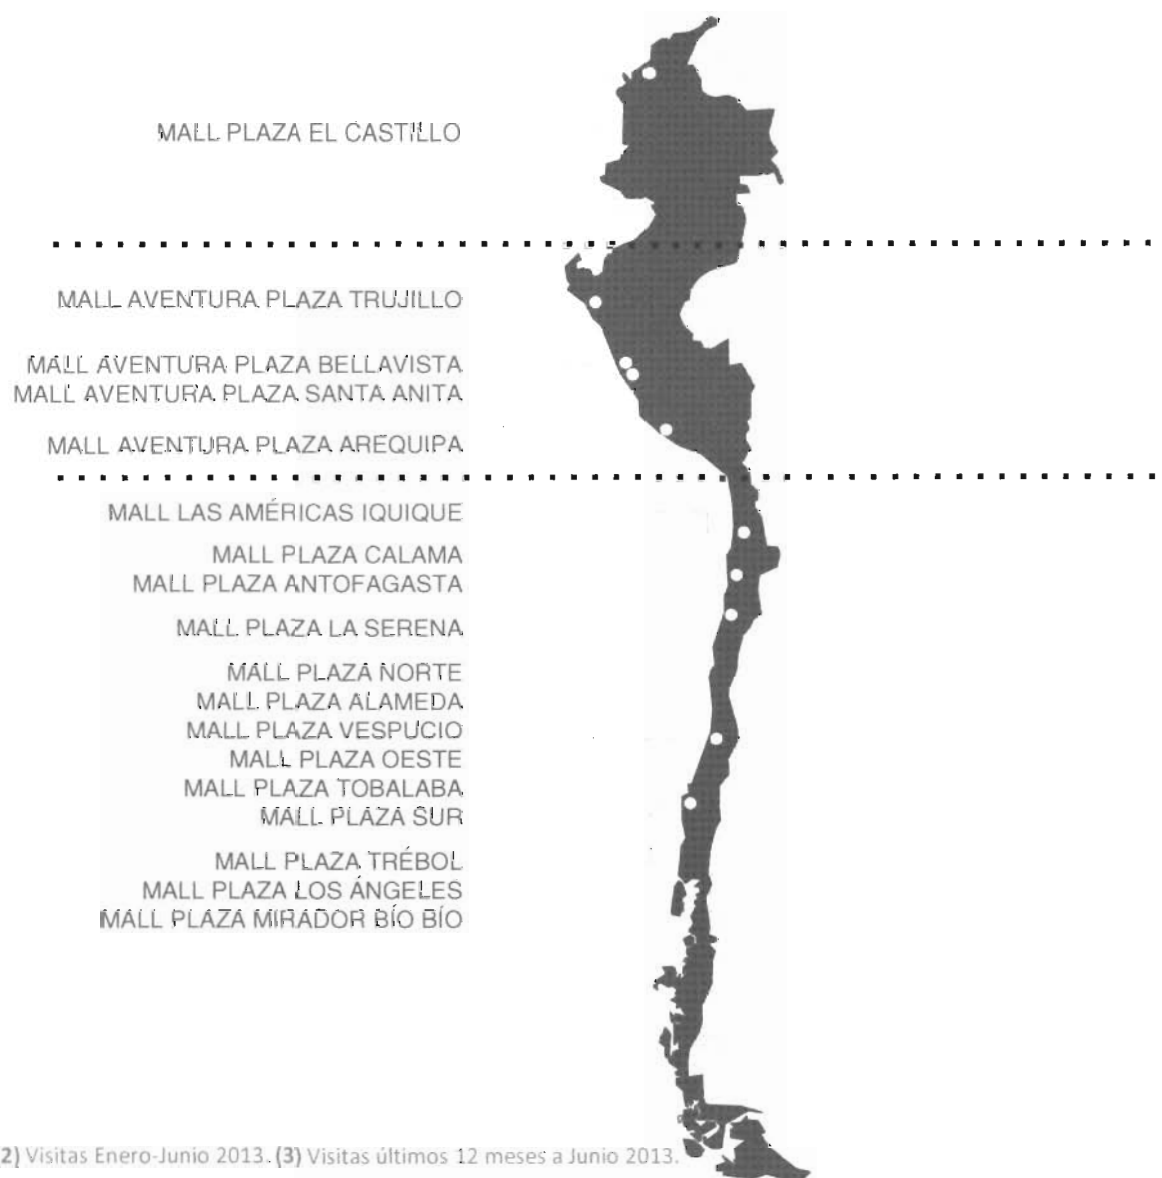 MALL PLAZA EL CASTILLO
MALL AVENTURA PLAZA TRUJILLO
MALL AVENTURA PLAZA BELLAVISTA
MALL AVENTURA PLAZA SANTA ANITA
MALL AVENTURA PLAZA AREQUIPA
MALL LAS AMÉRICAS IQUIQUE
MALL PLAZA CALAMA
MALL PLAZA ANTOFAGASTA
MALL PLAZA LA SERENA
MALL PLAZA NORTE
MALL PLAZA ALAMEDA
MALL PLAZA VESPUCIO
MALL PLAZA OESTE
MALL PLAZA TOBALABA
MALL PLAZA SUR
MALL PLAZA TRÉBOL
MALL PLAZA LOS ÁNGELES
MALL PLAZA MIRADOR BÍO BÍO
2) Visitas Enero-Junio 2013. (3) Visitas últimos 12 meses a Junio 2013.